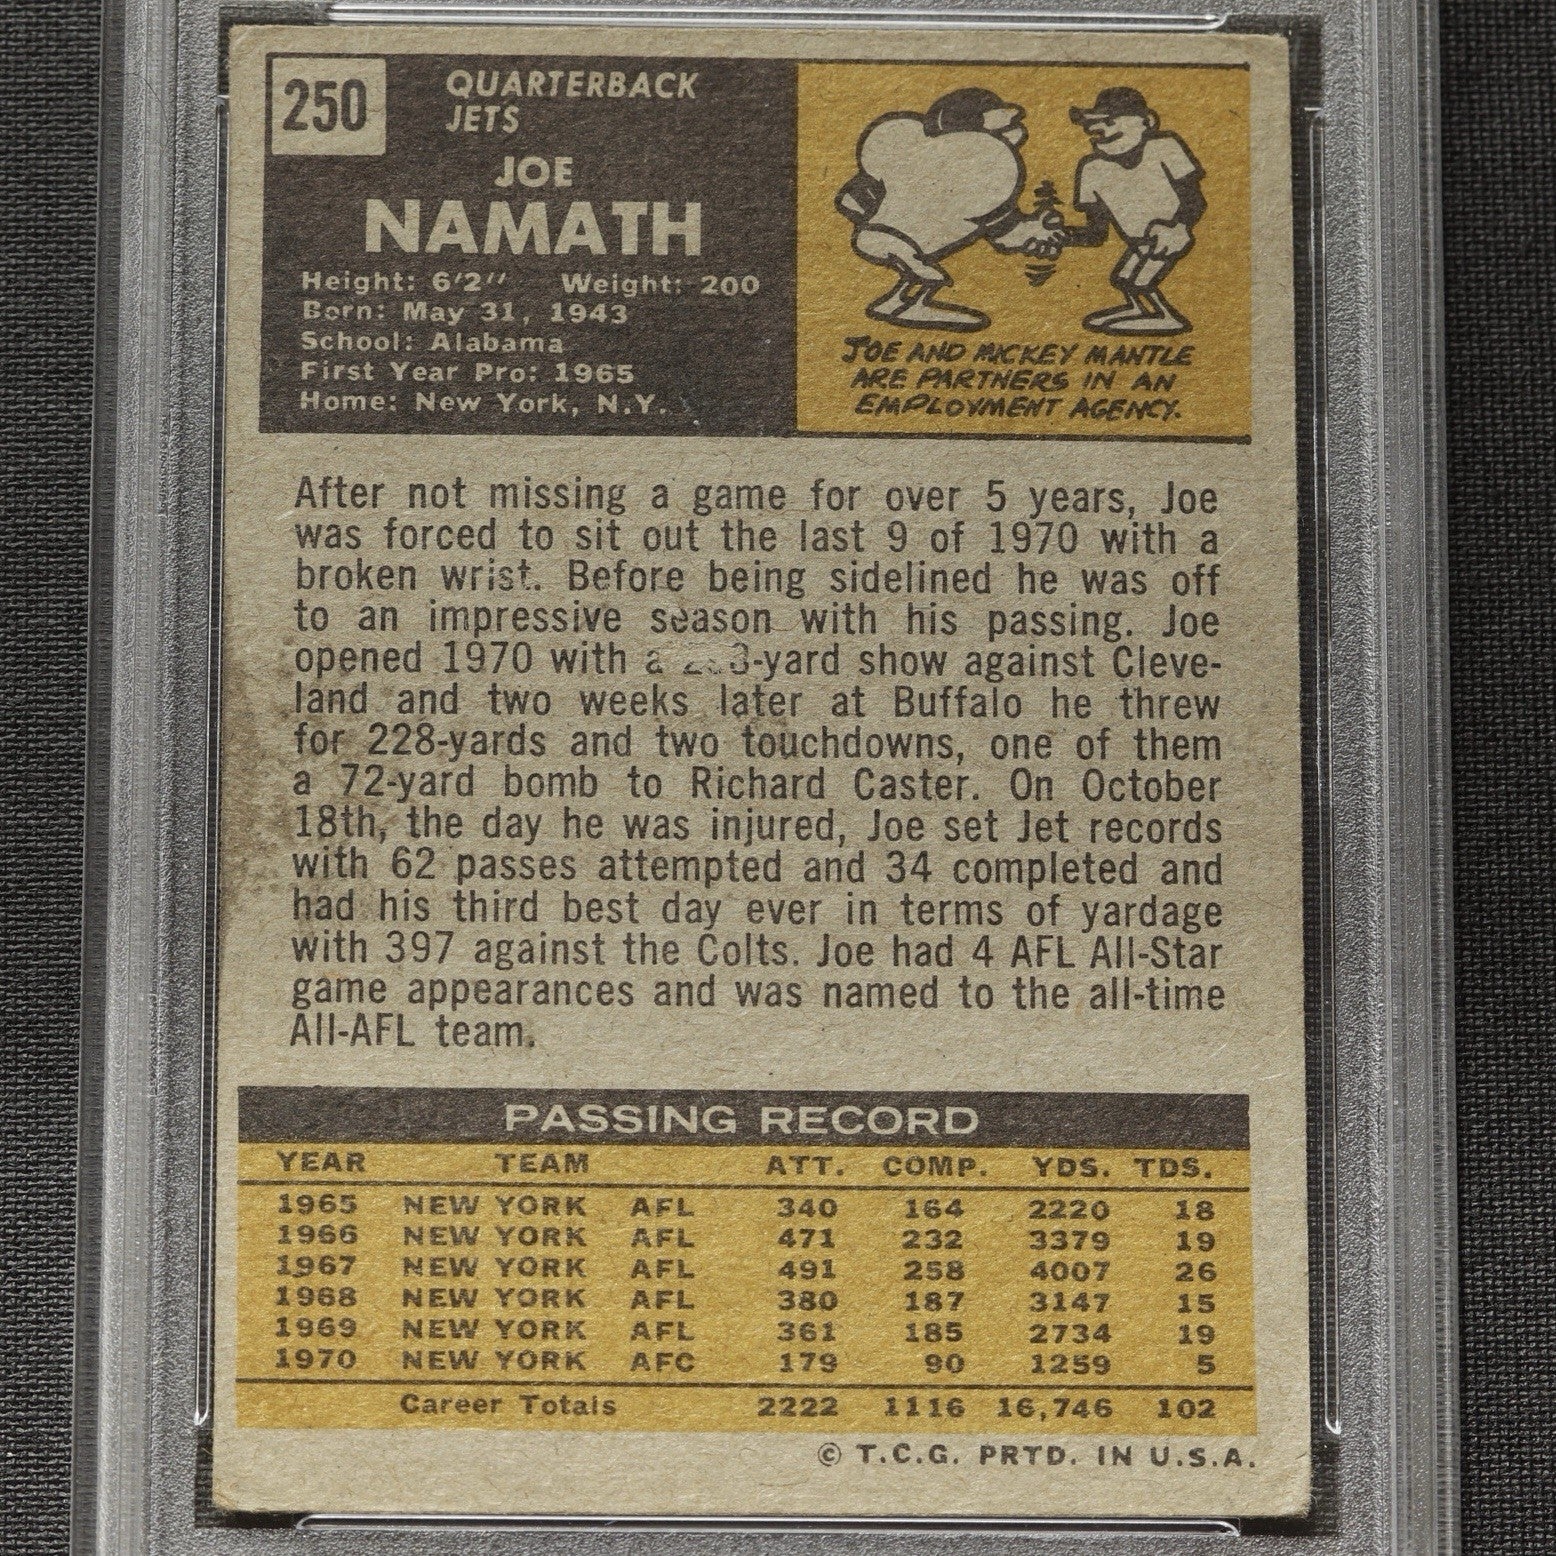 250
QUARTERBACK
JETS
JOE
NAMATH
Height: 6'2" Weight: 200
Born: May 31, 1943
School: Alabama
First Year Pro: 1965
Home: New York, N.Y.
JOE AND MICKEY MANTLE
ARE PARTNERS IN AN
EMPLOYMENT AGENCY.
After not missing a game for over 5 years, Joe
was forced to sit out the last 9 of 1970 with a
broken wrist. Before being sidelined he was off
to an impressive season with his passing. Joe
opened 1970 with a -yard show against Cleve-
land and two weeks later at Buffalo he threw
for 228-yards and two touchdowns, one of them
a 72-yard bomb to Richard Caster. On October
18th, the day he was injured, Joe set Jet records
with 62 passes attempted and 34 completed and
had his third best day ever in terms of yardage
with 397 against the Colts. Joe had 4 AFL All-Star
game appearances and was named to the all-time
All-AFL team.
PASSING RECORD
YEAR TEAM ATT. COMP. YDS. TDS.
1965 NEW YORK AFL 340 164 2220 18
1966 NEW YORK AFL 471 232 3379 19
1967 NEW YORK AFL 491 258 4007 26
1968 NEW YORK AFL 380 187 3147 15
1969 NEW YORK AFL 361 185 2734 19
1970 NEW YORK AFC 179 90 1259 5
Career Totals 2222 1116 16,746 102
© T.C.G. PRTD. IN U.S.A.